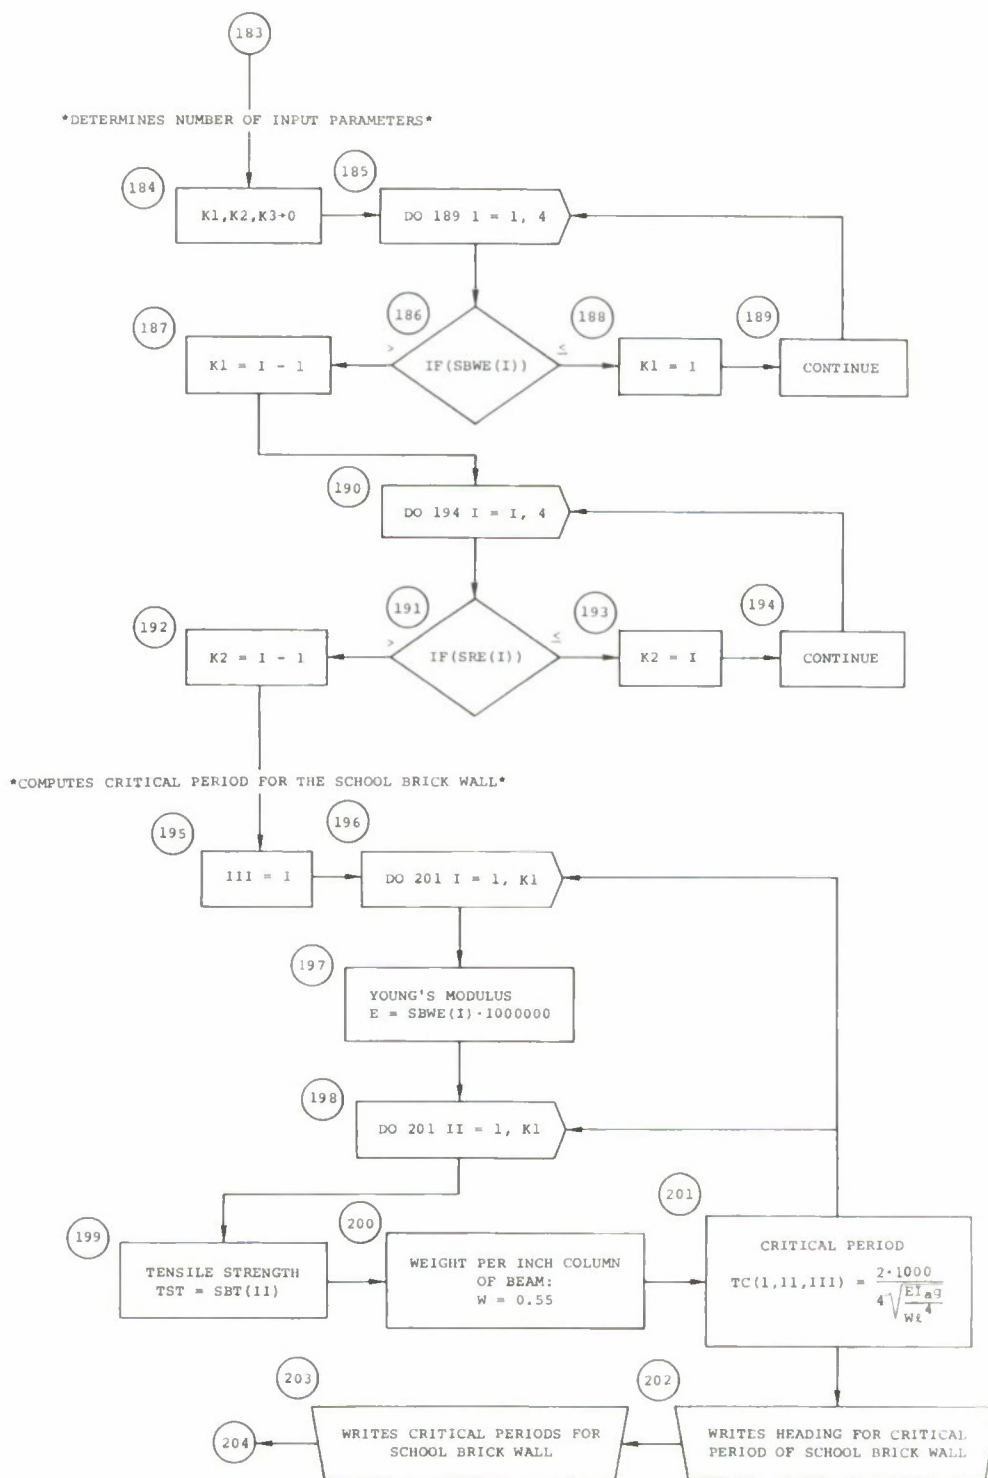 183
*DETERMINES NUMBER OF INPUT PARAMETERS*
184
K1,K2,K3→0
185
DO 189 I = 1, 4
186
IF(SBWE(I))
>
≤
187
K1 = I - 1
188
K1 = I
189
CONTINUE
190
DO 194 I = I, 4
191
IF(SRE(I))
>
≤
192
K2 = I - 1
193
K2 = I
194
CONTINUE
*COMPUTES CRITICAL PERIOD FOR THE SCHOOL BRICK WALL*
195
III = I
196
DO 201 I = 1, K1
197
YOUNG'S MODULUS
E = SBWE(I)·1000000
198
DO 201 II = 1, K1
199
TENSILE STRENGTH
TST = SBT(II)
200
WEIGHT PER INCH COLUMN
OF BEAM:
W = 0.55
201
CRITICAL PERIOD
TC(I,II,III) = 2·1000 / 4√(EIag / Wℓ^4)
202
WRITES HEADING FOR CRITICAL
PERIOD OF SCHOOL BRICK WALL
203
WRITES CRITICAL PERIODS FOR
SCHOOL BRICK WALL
204